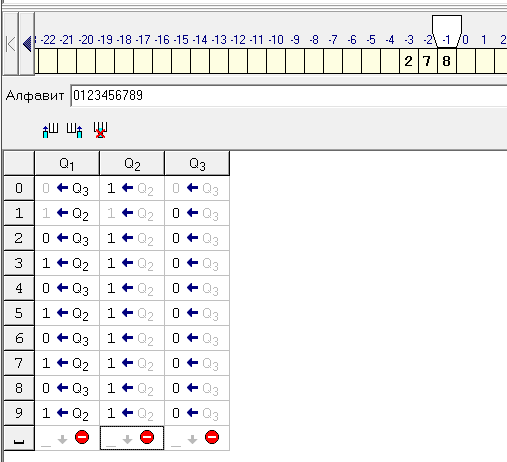 -22 -21 -20 -19 -18 -17 -16 -15 -14 -13 -12 -11 -10 -9 -8 -7 -6 -5 -4 -3 -2 -1 0 1 2
2 7 8
Алфавит 0123456789
Q1 Q2 Q3
0 0 ← Q3 1 ← Q2 0 ← Q3
1 1 ← Q2 1 ← Q2 0 ← Q3
2 0 ← Q3 1 ← Q2 0 ← Q3
3 1 ← Q2 1 ← Q2 0 ← Q3
4 0 ← Q3 1 ← Q2 0 ← Q3
5 1 ← Q2 1 ← Q2 0 ← Q3
6 0 ← Q3 1 ← Q2 0 ← Q3
7 1 ← Q2 1 ← Q2 0 ← Q3
8 0 ← Q3 1 ← Q2 0 ← Q3
9 1 ← Q2 1 ← Q2 0 ← Q3
␣ _ ↓ _ ↓ _ ↓